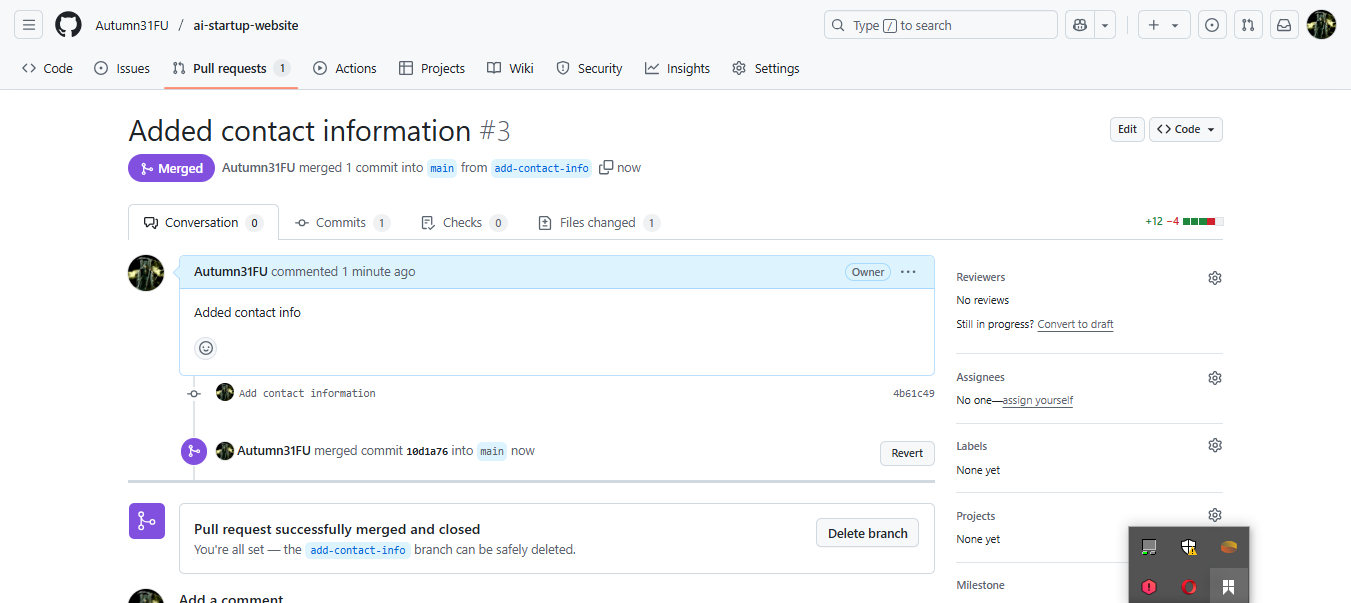 Autumn31FU / ai-startup-website
Type / to search
Code
Issues
Pull requests 1
Actions
Projects
Wiki
Security
Insights
Settings
Added contact information #3
Edit
Code
Merged
Autumn31FU merged 1 commit into main from add-contact-info now
Conversation 0
Commits 1
Checks 0
Files changed 1
+12 −4
Autumn31FU commented 1 minute ago
Owner
Added contact info
Add contact information
4b61c49
Autumn31FU merged commit 10d1a76 into main now
Revert
Pull request successfully merged and closed
You're all set — the add-contact-info branch can be safely deleted.
Delete branch
Add a comment
Reviewers
No reviews
Still in progress? Convert to draft
Assignees
No one—assign yourself
Labels
None yet
Projects
None yet
Milestone